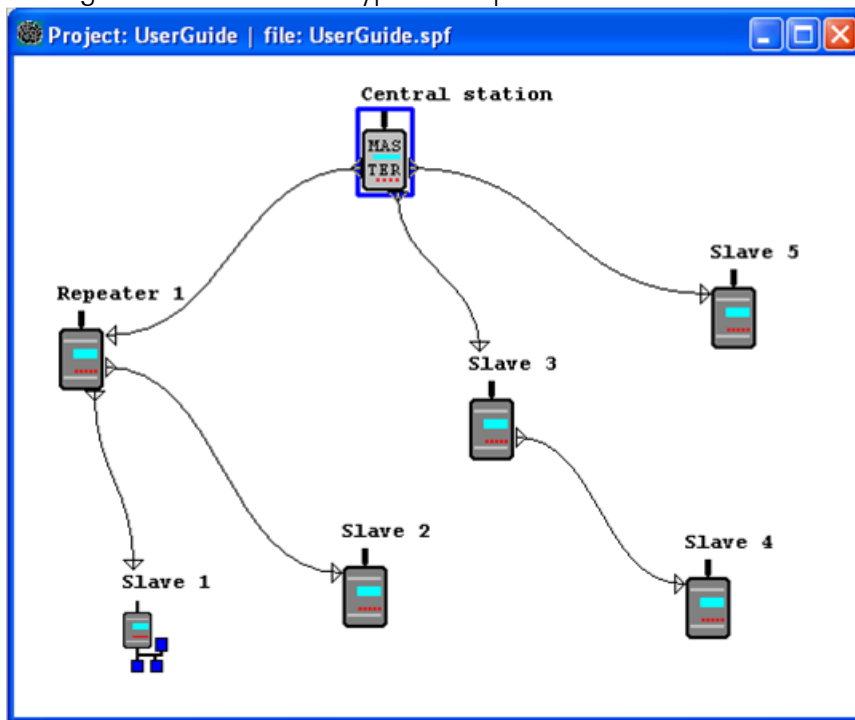 Project: UserGuide | file: UserGuide.spf
Central station
MAS
TER
Slave 5
Repeater 1
Slave 3
Slave 2
Slave 4
Slave 1